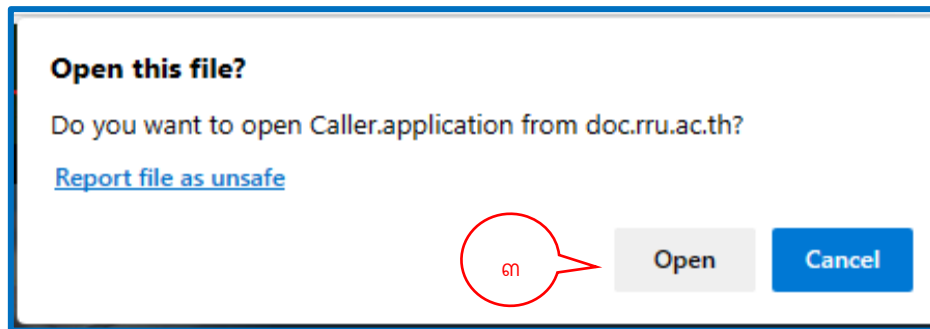 Open this file?
Do you want to open Caller.application from doc.rru.ac.th?
Report file as unsafe
๓
Open
Cancel